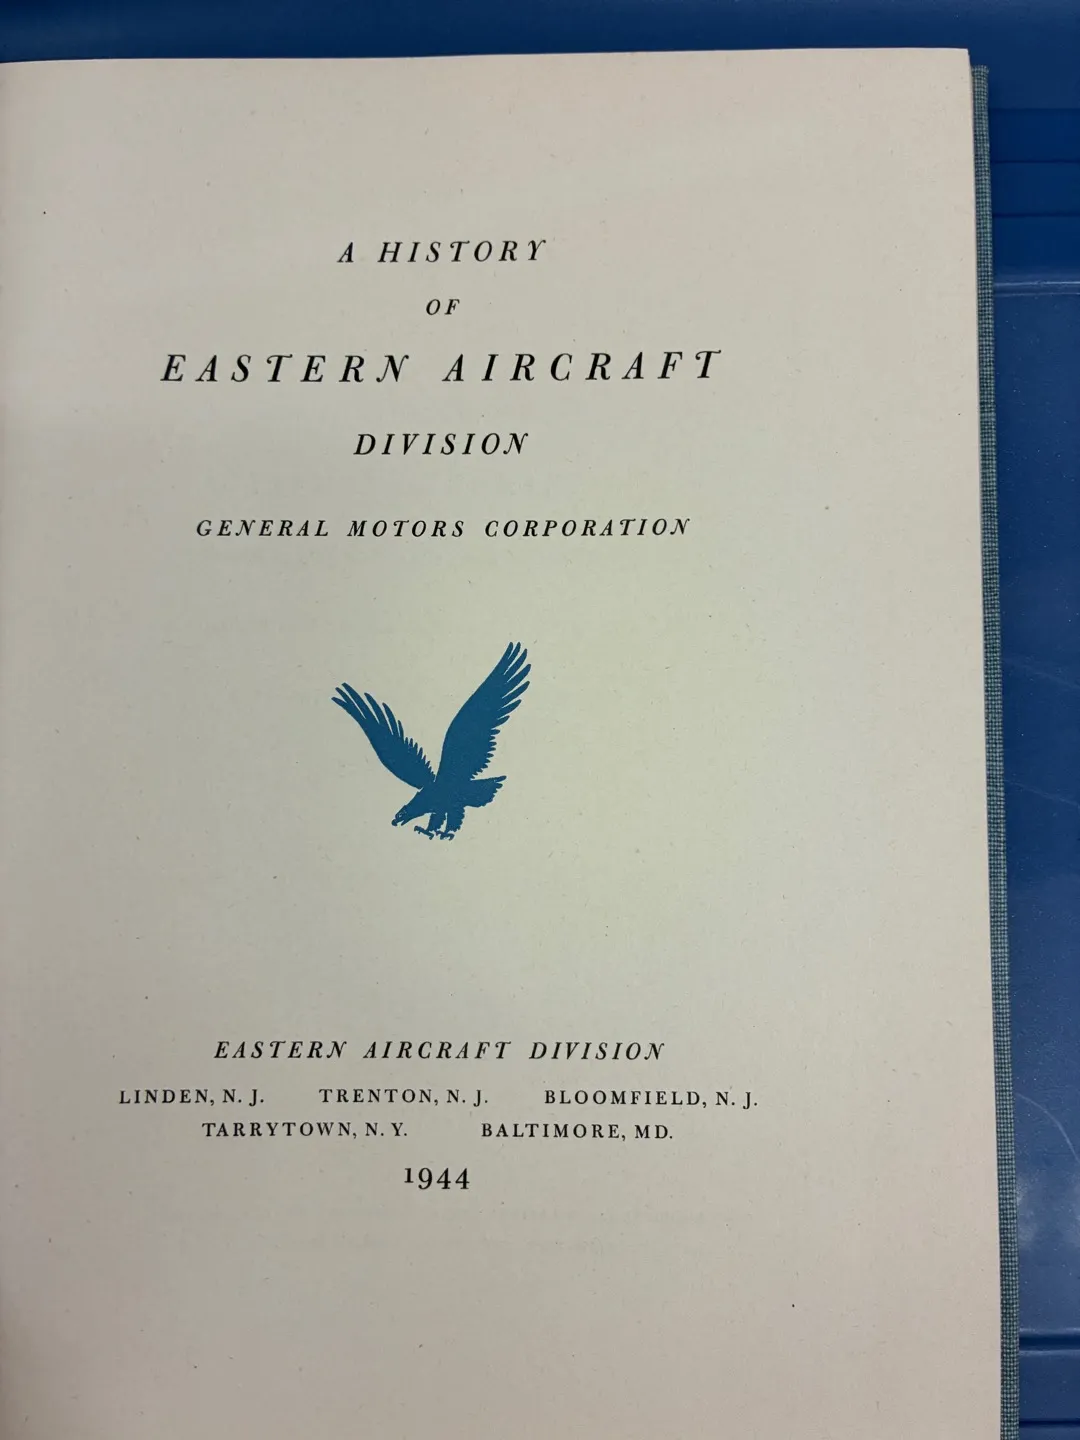 A HISTORY
OF
EASTERN AIRCRAFT
DIVISION
GENERAL MOTORS CORPORATION
EASTERN AIRCRAFT DIVISION
LINDEN, N. J. TRENTON, N. J. BLOOMFIELD, N. J.
TARRYTOWN, N. Y. BALTIMORE, MD.
1944